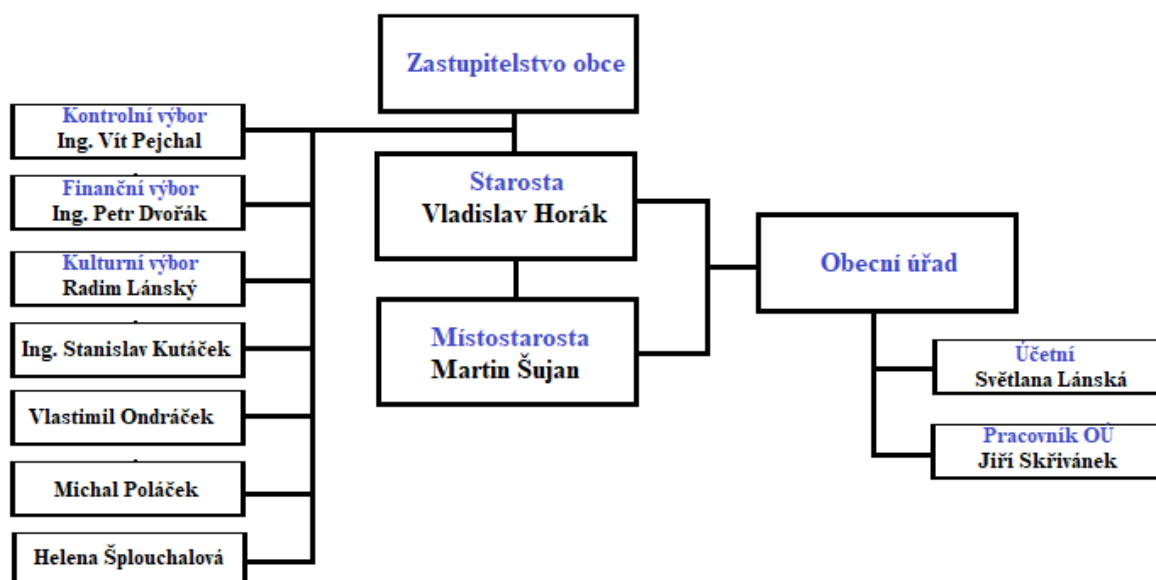 Zastupitelstvo obce
Kontrolní výbor
Ing. Vít Pejchal
Finanční výbor
Ing. Petr Dvořák
Kulturní výbor
Radim Lánský
Ing. Stanislav Kutáček
Vlastimil Ondráček
Michal Poláček
Helena Šplouchalová
Starosta
Vladislav Horák
Místostarosta
Martin Šujan
Obecní úřad
Účetní
Světlana Lánská
Pracovník OÚ
Jiří Skřivánek